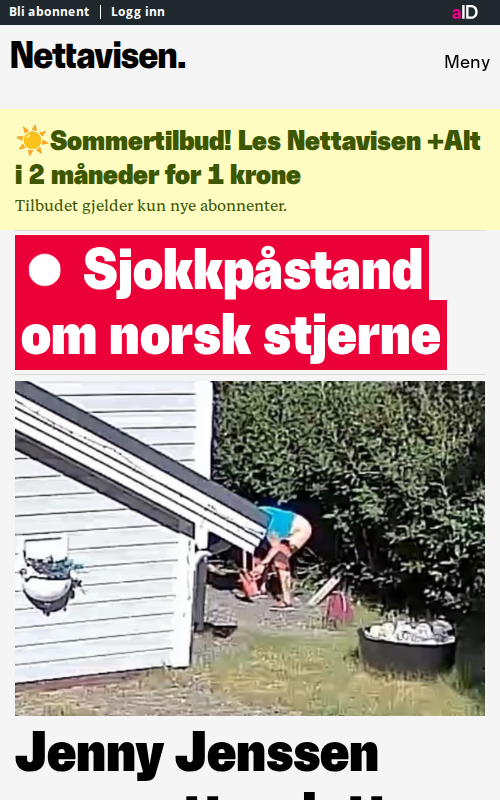 Bli abonnent | Logg inn
aID
Nettavisen.
Meny
☀️Sommertilbud! Les Nettavisen +Alt
i 2 måneder for 1 krone
Tilbudet gjelder kun nye abonnenter.
Sjokkpåstand
om norsk stjerne
Jenny Jenssen